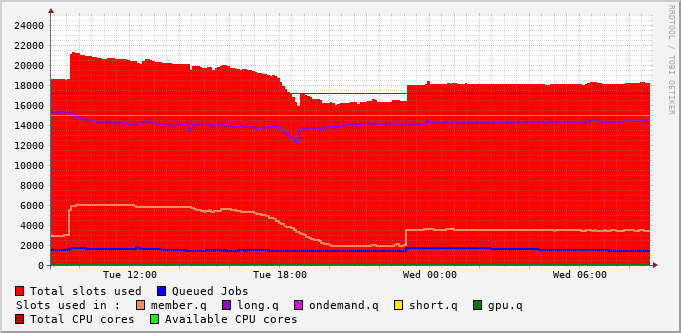 24000
22000
20000
18000
16000
14000
12000
10000
8000
6000
4000
2000
0
Tue 12:00 Tue 18:00 Wed 00:00 Wed 06:00
RRDTOOL / TOBI OETIKER
Total slots used Queued Jobs
Slots used in : member.q long.q ondemand.q short.q gpu.q
Total CPU cores Available CPU cores